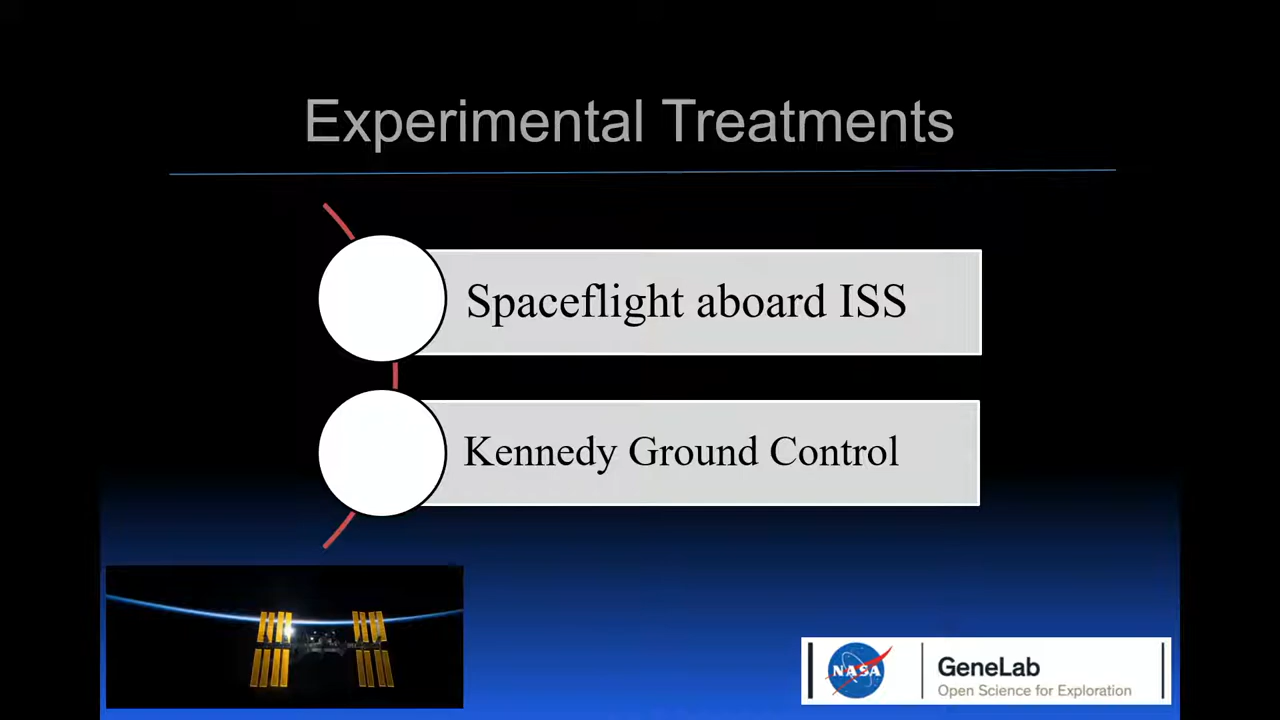 Experimental Treatments
Spaceflight aboard ISS
Kennedy Ground Control
NASA
GeneLab
Open Science for Exploration